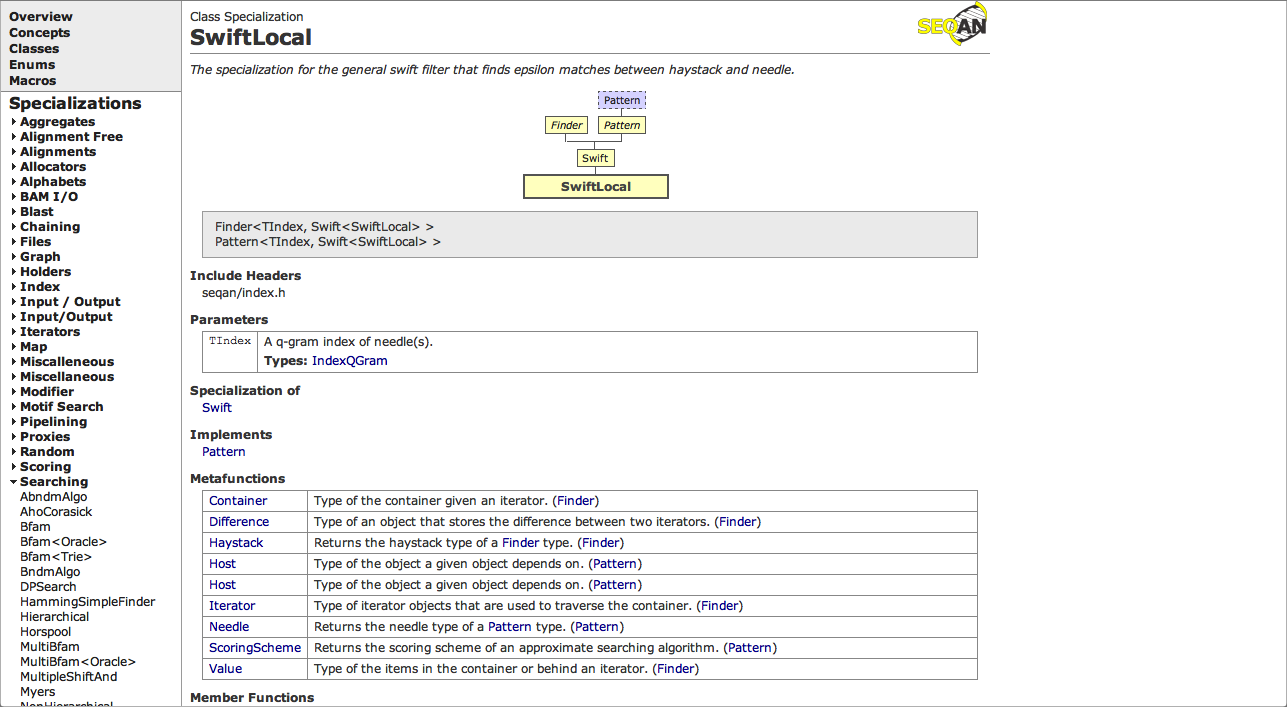 Overview
Concepts
Classes
Enums
Macros
Specializations
Aggregates
Alignment Free
Alignments
Allocators
Alphabets
BAM I/O
Blast
Chaining
Files
Graph
Holders
Index
Input / Output
Input/Output
Iterators
Map
Miscalleneous
Miscellaneous
Modifier
Motif Search
Pipelining
Proxies
Random
Scoring
Searching
AbndmAlgo
AhoCorasick
Bfam
Bfam<Oracle>
Bfam<Trie>
BndmAlgo
DPSearch
HammingSimpleFinder
Hierarchical
Horspool
MultiBfam
MultiBfam<Oracle>
MultipleShiftAnd
Myers
NonHierarchical
Class Specialization
SwiftLocal
SEQAN
The specialization for the general swift filter that finds epsilon matches between haystack and needle.
Pattern
Finder Pattern
Swift
SwiftLocal
Finder<TIndex, Swift<SwiftLocal> >
Pattern<TIndex, Swift<SwiftLocal> >
Include Headers
seqan/index.h
Parameters
TIndex A q-gram index of needle(s).
Types: IndexQGram
Specialization of
Swift
Implements
Pattern
Metafunctions
Container Type of the container given an iterator. (Finder)
Difference Type of an object that stores the difference between two iterators. (Finder)
Haystack Returns the haystack type of a Finder type. (Finder)
Host Type of the object a given object depends on. (Pattern)
Host Type of the object a given object depends on. (Pattern)
Iterator Type of iterator objects that are used to traverse the container. (Finder)
Needle Returns the needle type of a Pattern type. (Pattern)
ScoringScheme Returns the scoring scheme of an approximate searching algorithm. (Pattern)
Value Type of the items in the container or behind an iterator. (Finder)
Member Functions